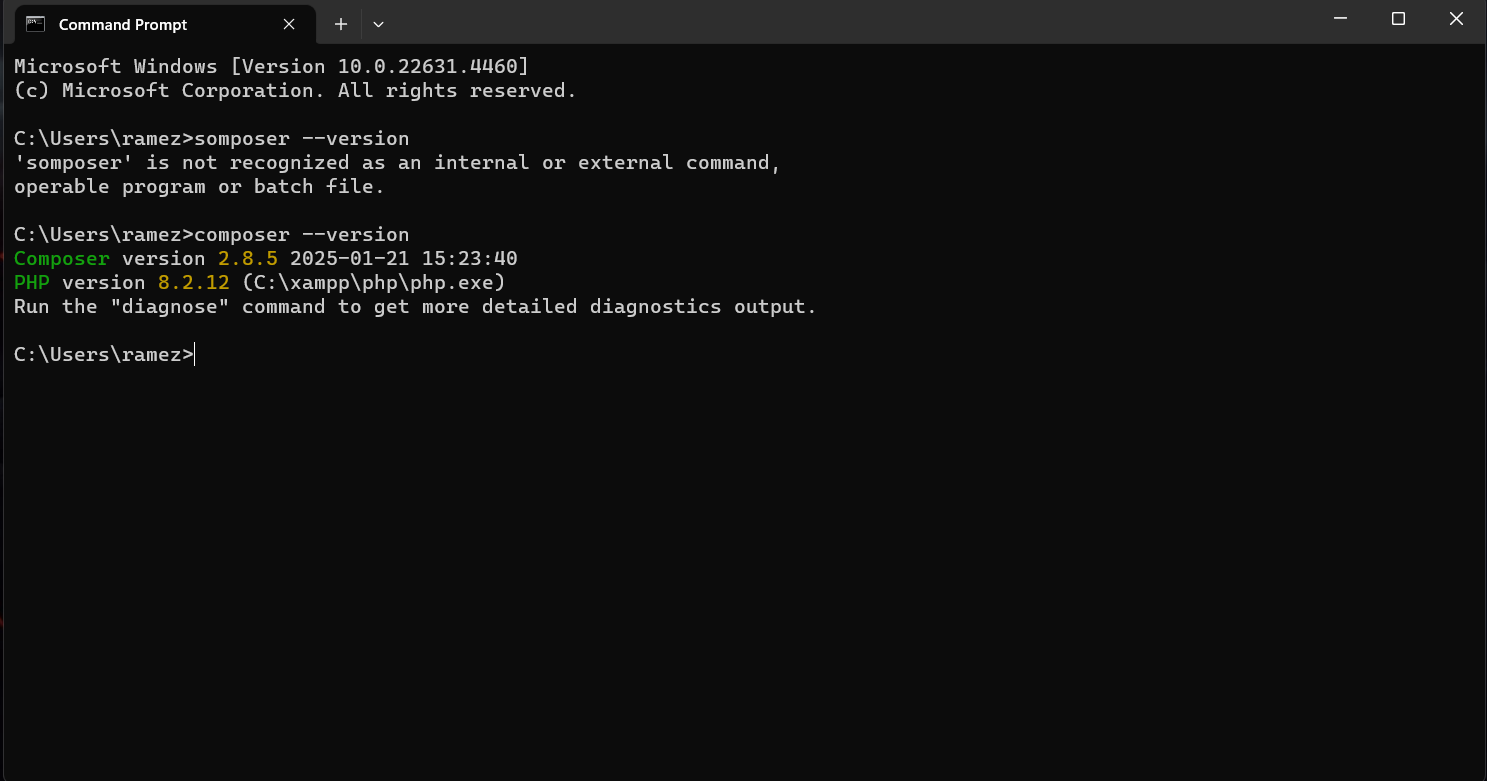 Command Prompt
Microsoft Windows [Version 10.0.22631.4460]
(c) Microsoft Corporation. All rights reserved.
C:\Users\ramez>somposer --version
'somposer' is not recognized as an internal or external command,
operable program or batch file.
C:\Users\ramez>composer --version
Composer version 2.8.5 2025-01-21 15:23:40
PHP version 8.2.12 (C:\xampp\php\php.exe)
Run the "diagnose" command to get more detailed diagnostics output.
C:\Users\ramez>